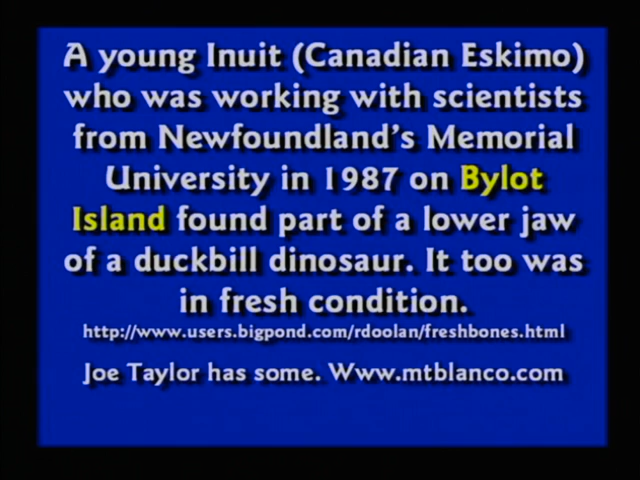 A young Inuit (Canadian Eskimo)
who was working with scientists
from Newfoundland's Memorial
University in 1987 on Bylot
Island found part of a lower jaw
of a duckbill dinosaur. It too was
in fresh condition.
http://www.users.bigpond.com/rdoolan/freshbones.html
Joe Taylor has some. Www.mtblanco.com